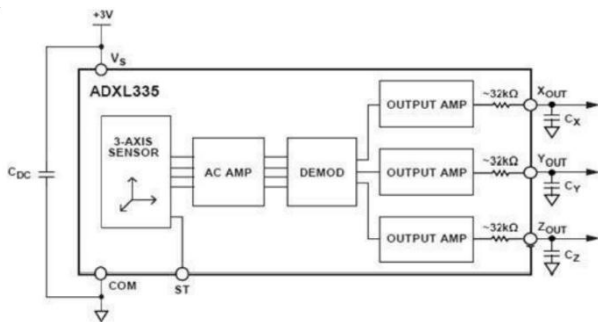 +3V
VS
ADXL335
3-AXIS
SENSOR
AC AMP
DEMOD
OUTPUT AMP
~32kΩ
XOUT
CX
OUTPUT AMP
~32kΩ
YOUT
CY
OUTPUT AMP
~32kΩ
ZOUT
CZ
CDC
COM
ST